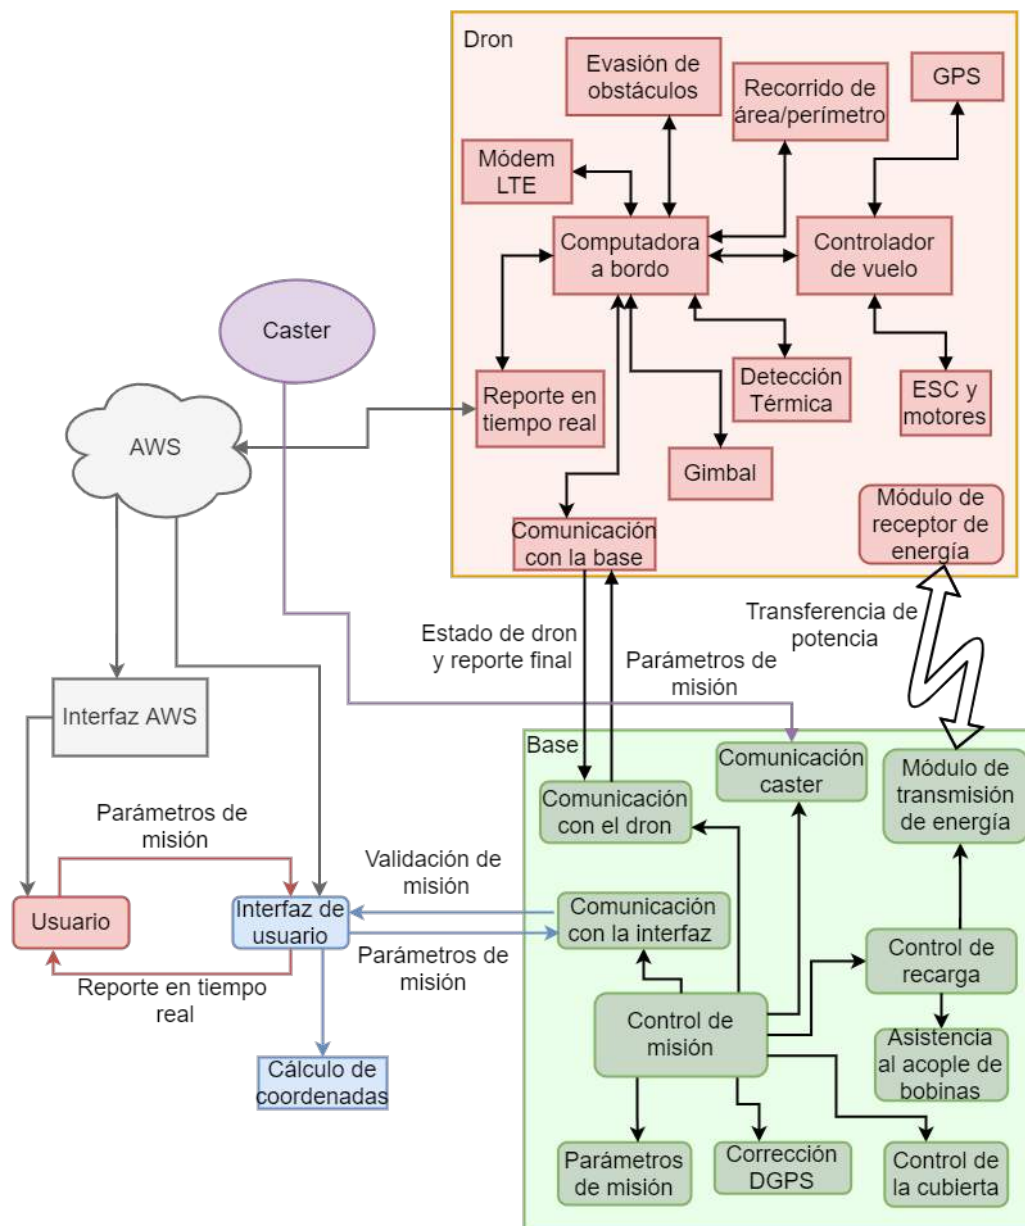 Dron
Evasión de
obstáculos
Recorrido de
área/perímetro
GPS
Módem
LTE
Computadora
a bordo
Controlador
de vuelo
Caster
Reporte en
tiempo real
Detección
Térmica
ESC y
motores
AWS
Gimbal
Módulo de
receptor de
energía
Comunicación
con la base
Transferencia de
potencia
Estado de dron
y reporte final
Parámetros de
misión
Interfaz AWS
Base
Comunicación
caster
Módulo de
transmisión
de energía
Comunicación
con el dron
Parámetros de
misión
Validación de
misión
Usuario
Interfaz de
usuario
Comunicación
con la interfaz
Parámetros de
misión
Reporte en tiempo
real
Control de
recarga
Control de
misión
Asistencia
al acople de
bobinas
Cálculo de
coordenadas
Parámetros
de misión
Corrección
DGPS
Control de
la cubierta